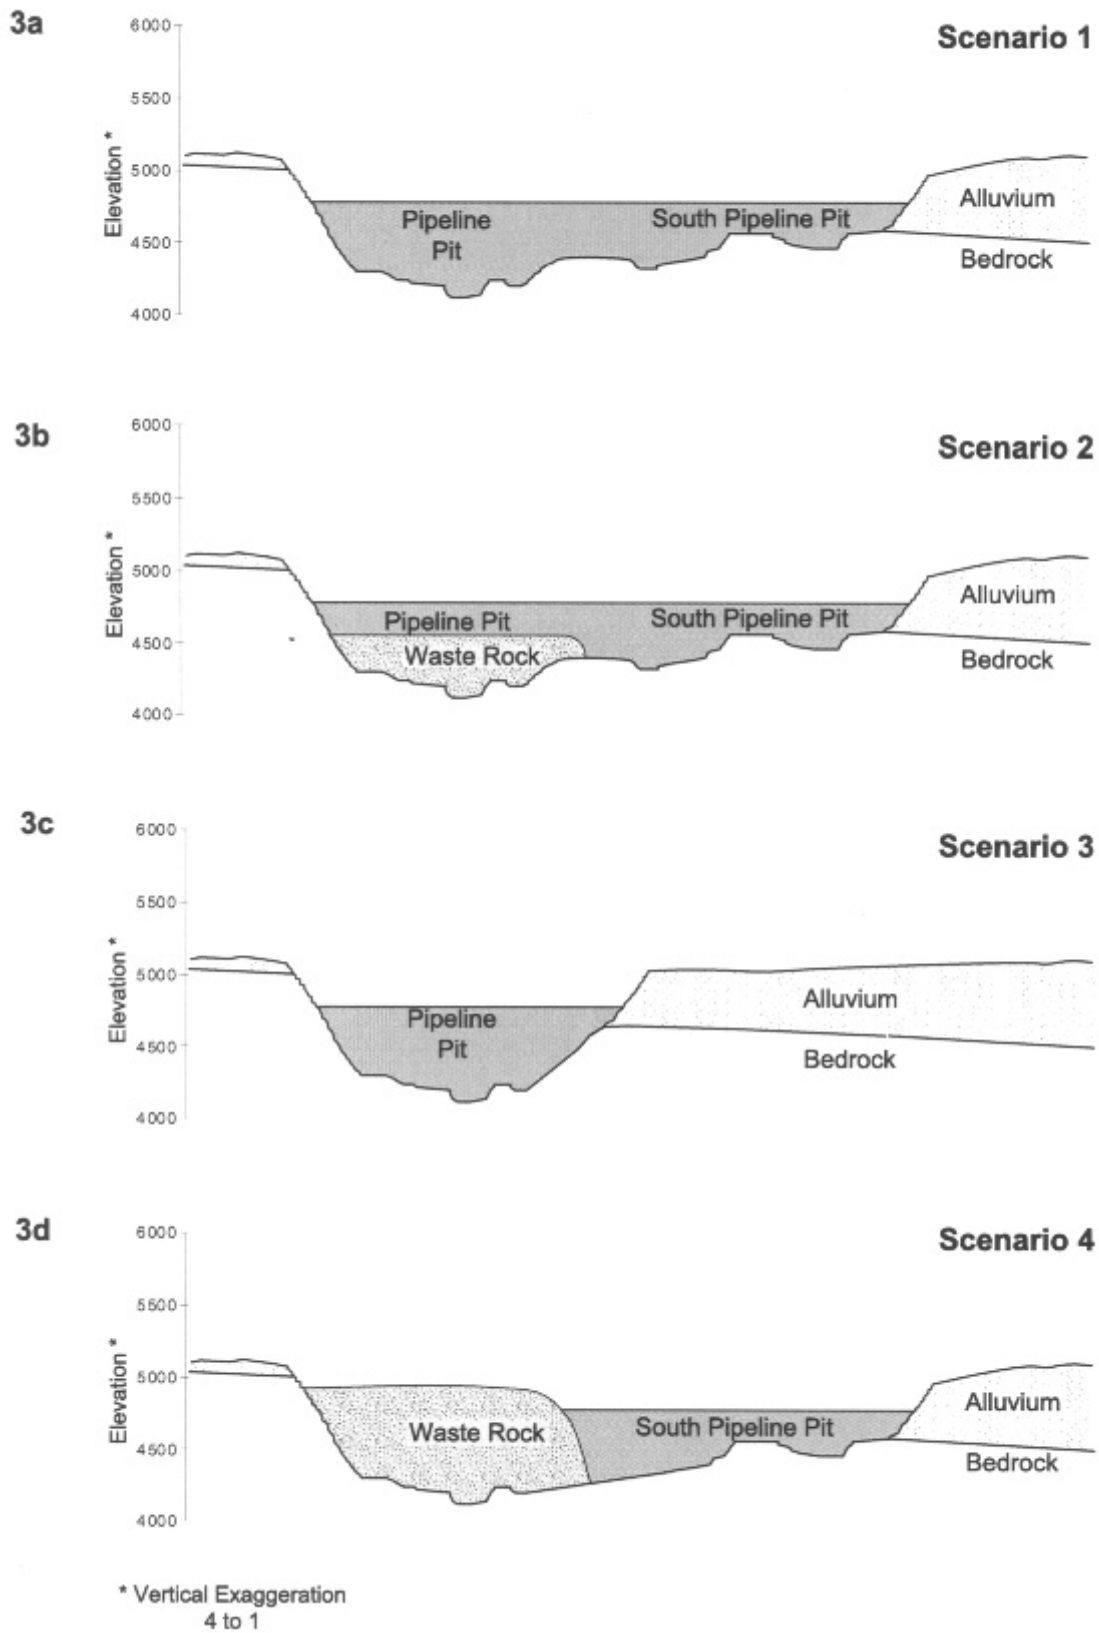 3a
Scenario 1
6000
5500
5000
4500
4000
Elevation *
Pipeline
Pit
South Pipeline Pit
Alluvium
Bedrock
3b
Scenario 2
6000
5500
5000
4500
4000
Elevation *
Pipeline Pit
Waste Rock
South Pipeline Pit
Alluvium
Bedrock
3c
Scenario 3
6000
5500
5000
4500
4000
Elevation *
Pipeline
Pit
Alluvium
Bedrock
3d
Scenario 4
6000
5500
5000
4500
4000
Elevation *
Waste Rock
South Pipeline Pit
Alluvium
Bedrock
* Vertical Exaggeration
4 to 1